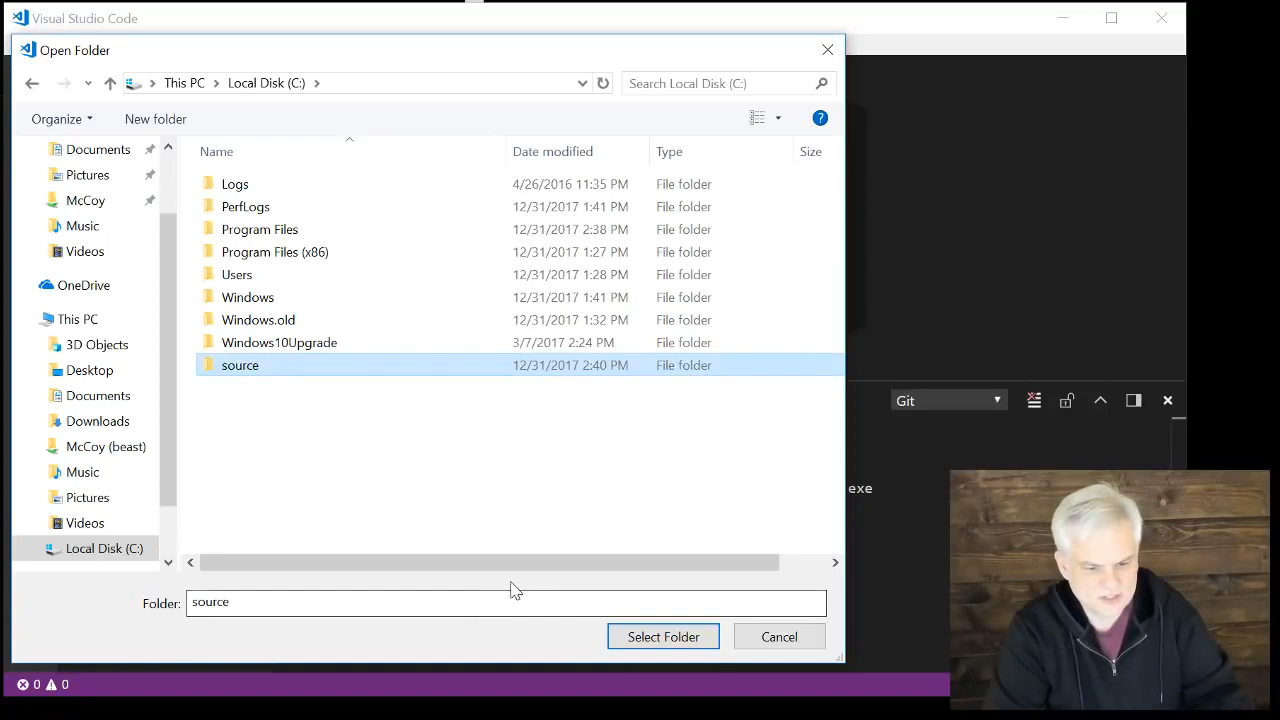 Visual Studio Code
Open Folder
This PC
Local Disk (C:)
Search Local Disk (C:)
Organize
New folder
?
Name
Date modified
Type
Size
Documents
Pictures
McCoy
Music
Videos
OneDrive
This PC
3D Objects
Desktop
Documents
Downloads
McCoy (beast)
Music
Pictures
Videos
Local Disk (C:)
Logs 4/26/2016 11:35 PM File folder
PerfLogs 12/31/2017 1:41 PM File folder
Program Files 12/31/2017 2:38 PM File folder
Program Files (x86) 12/31/2017 1:27 PM File folder
Users 12/31/2017 1:28 PM File folder
Windows 12/31/2017 1:41 PM File folder
Windows.old 12/31/2017 1:32 PM File folder
Windows10Upgrade 3/7/2017 2:24 PM File folder
source 12/31/2017 2:40 PM File folder
Git
exe
Folder: source
Select Folder
Cancel
0 0